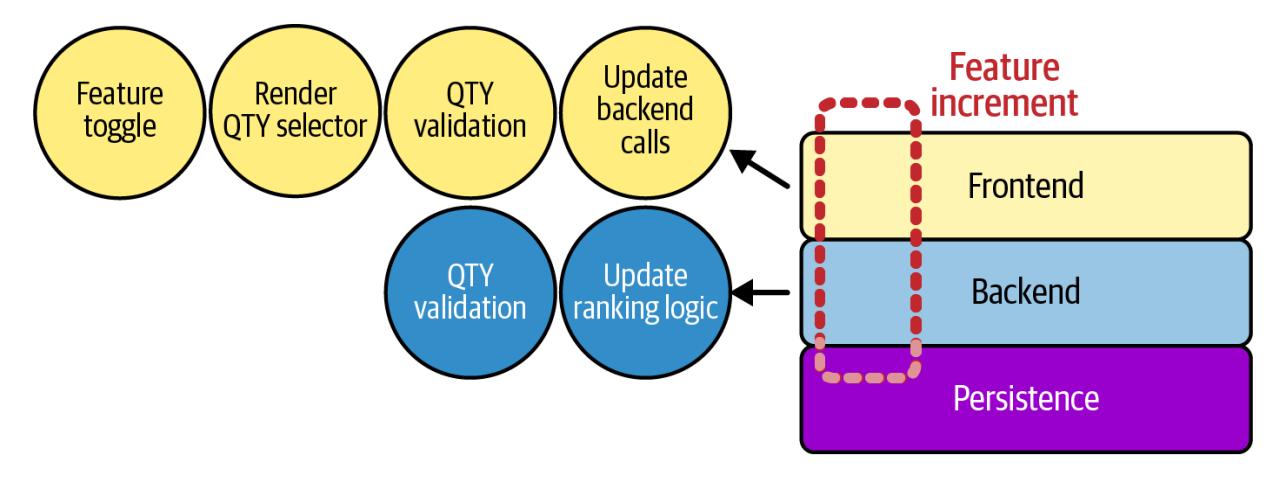 Feature
toggle
Render
QTY selector
QTY
validation
Update
backend
calls
QTY
validation
Update
ranking logic
Feature
increment
Frontend
Backend
Persistence